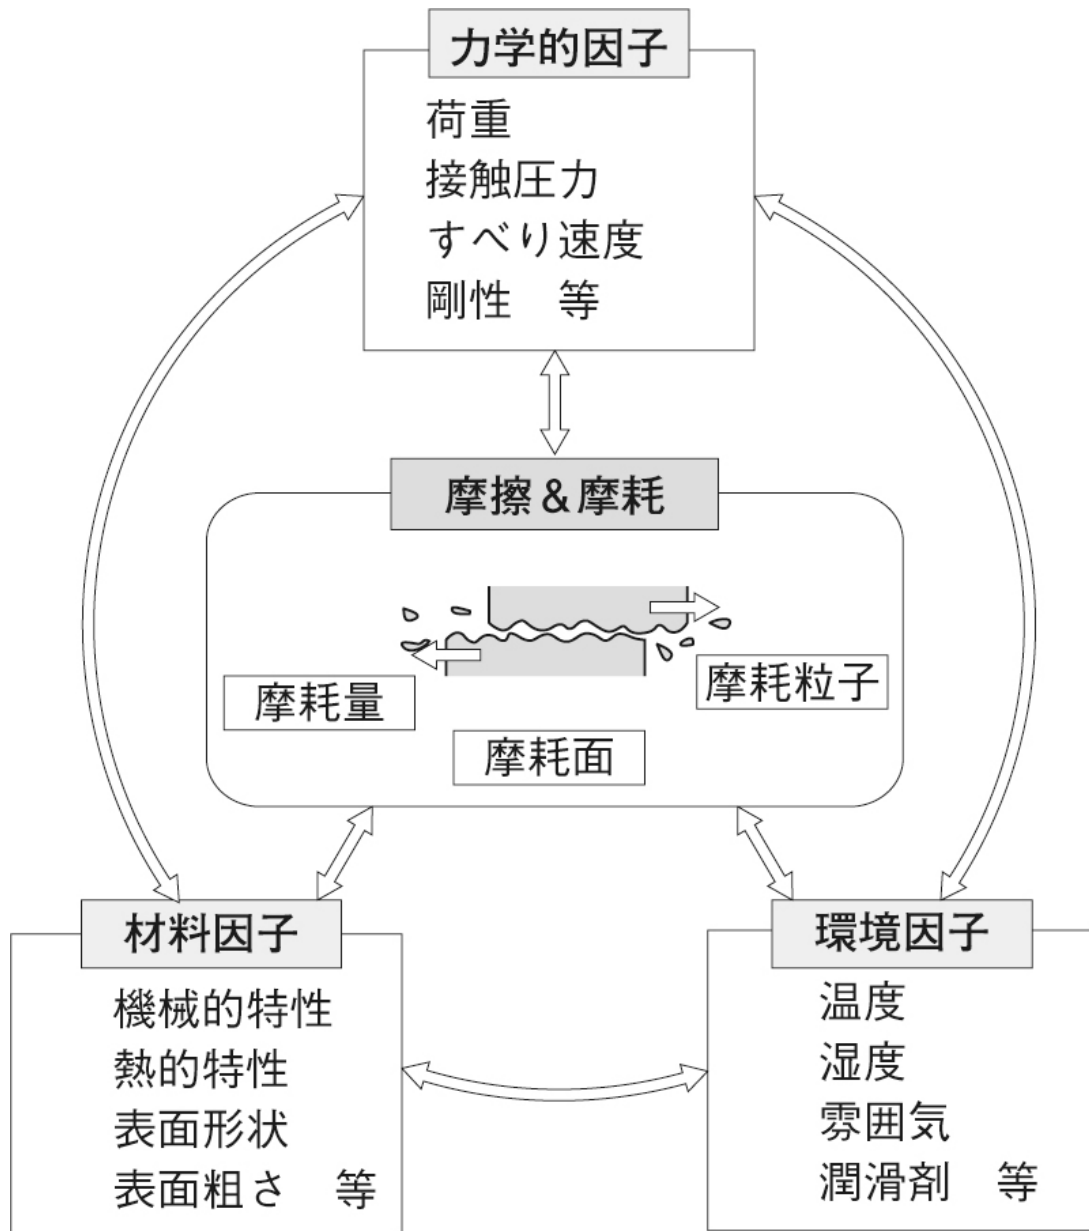 力学的因子
荷重
接触圧力
すべり速度
剛性　等
摩擦＆摩耗
摩耗量
摩耗粒子
摩耗面
材料因子
機械的特性
熱的特性
表面形状
表面粗さ　等
環境因子
温度
湿度
雰囲気
潤滑剤　等